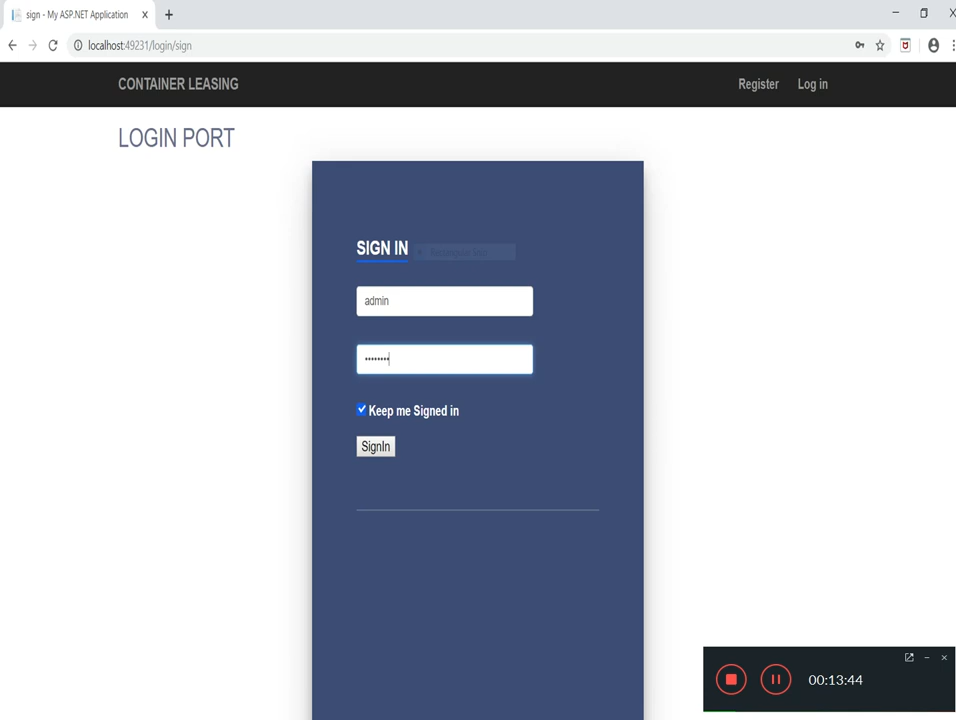 sign - My ASP.NET Application
localhost:49231/login/sign
CONTAINER LEASING
Register
Log in
LOGIN PORT
SIGN IN
admin
••••••••
Keep me Signed in
SignIn
00:13:44